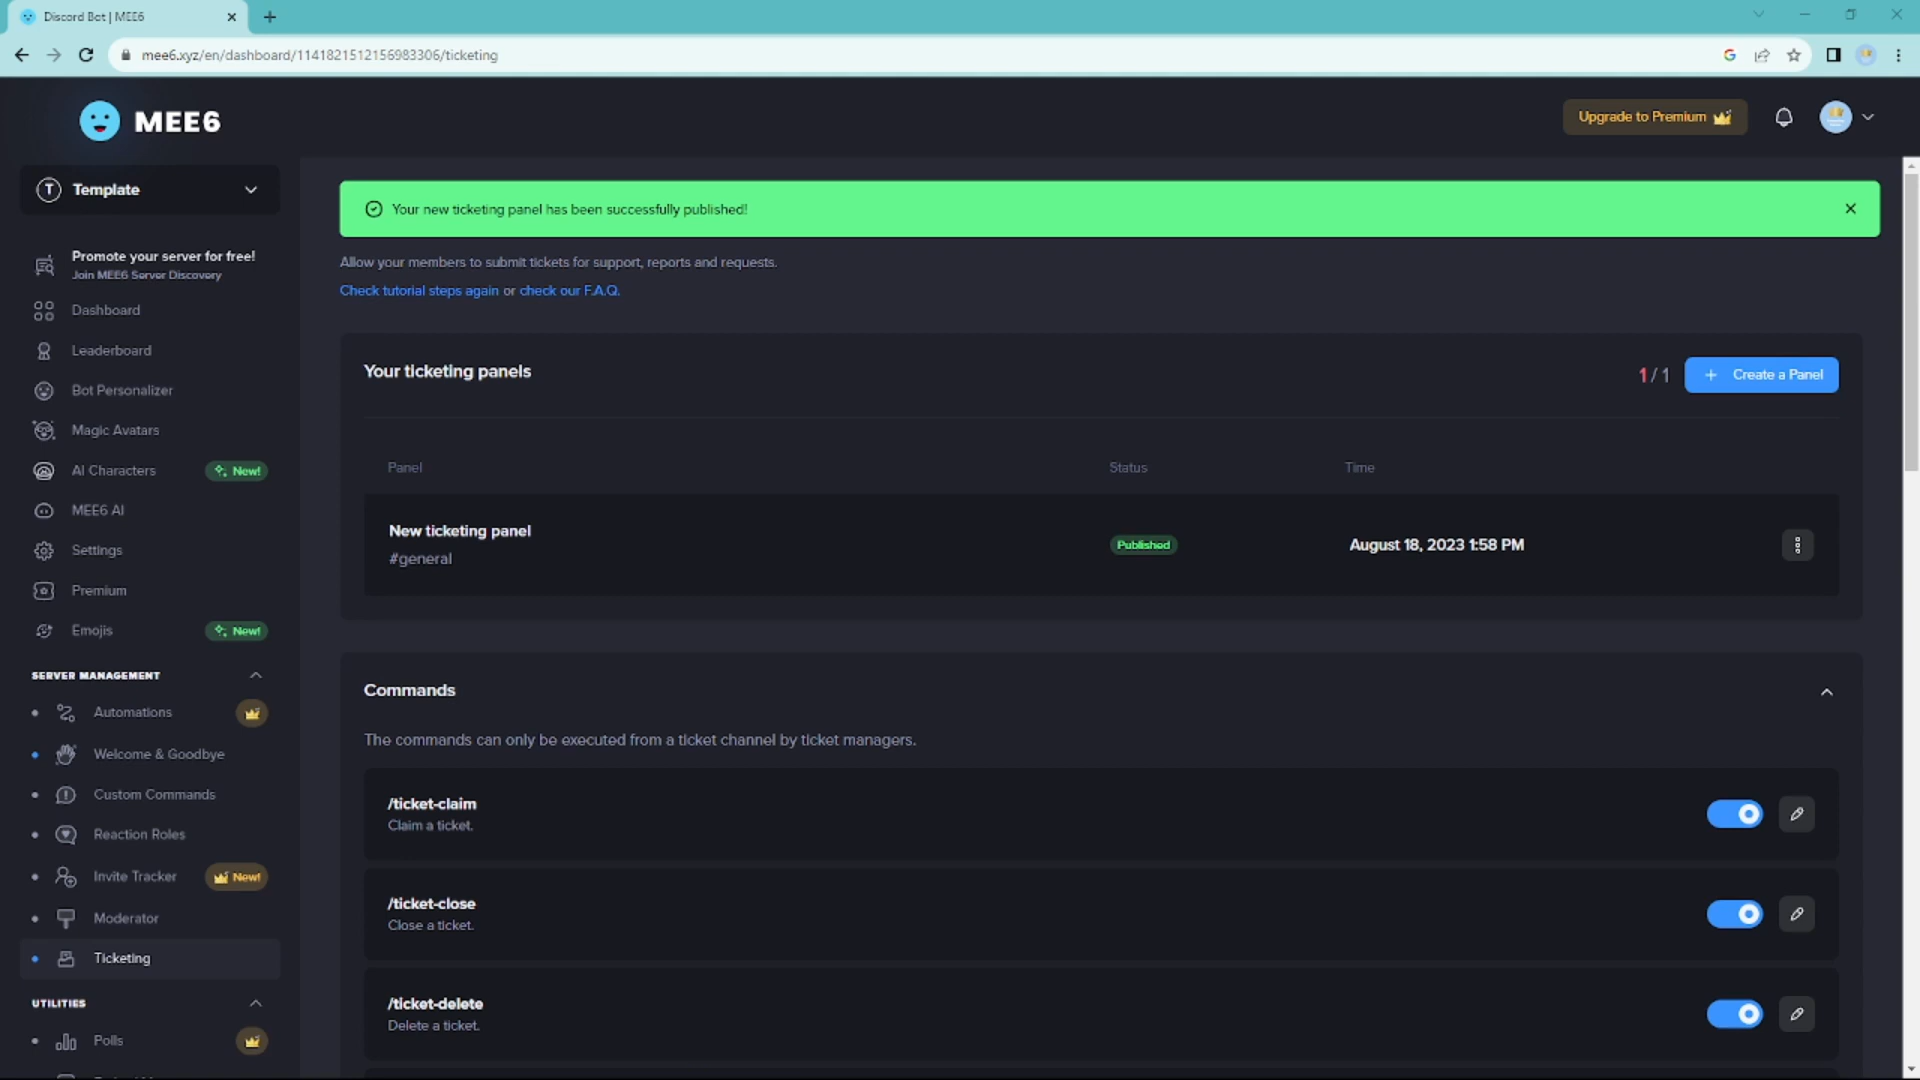 Discord Bot | MEE6
mee6.xyz/en/dashboard/1141821512156983306/ticketing
MEE6
Upgrade to Premium
T Template
Your new ticketing panel has been successfully published!
Promote your server for free!
Join MEE6 Server Discovery
Dashboard
Leaderboard
Bot Personalizer
Magic Avatars
AI Characters New!
MEE6 AI
Settings
Premium
Emojis New!
SERVER MANAGEMENT
Automations
Welcome & Goodbye
Custom Commands
Reaction Roles
Invite Tracker New!
Moderator
Ticketing
UTILITIES
Polls
Allow your members to submit tickets for support, reports and requests.
Check tutorial steps again or check our F.A.Q.
Your ticketing panels
1 / 1
+ Create a Panel
Panel Status Time
New ticketing panel
#general
Published
August 18, 2023 1:58 PM
Commands
The commands can only be executed from a ticket channel by ticket managers.
/ticket-claim
Claim a ticket.
/ticket-close
Close a ticket.
/ticket-delete
Delete a ticket.